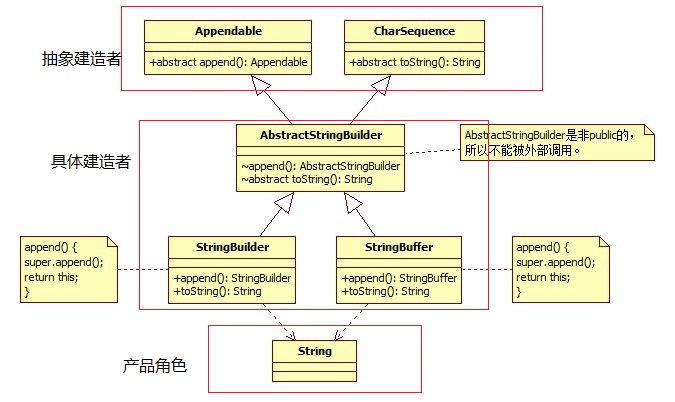 抽象建造者
Appendable
+abstract append(): Appendable
CharSequence
+abstract toString(): String
具体建造者
AbstractStringBuilder
~append(): AbstractStringBuilder
~abstract toString(): String
AbstractStringBuilder是非public的，
所以不能被外部调用。
append() {
super.append();
return this;
}
StringBuilder
+append(): StringBuilder
+toString(): String
StringBuffer
+append(): StringBuffer
+toString(): String
append() {
super.append();
return this;
}
产品角色
String